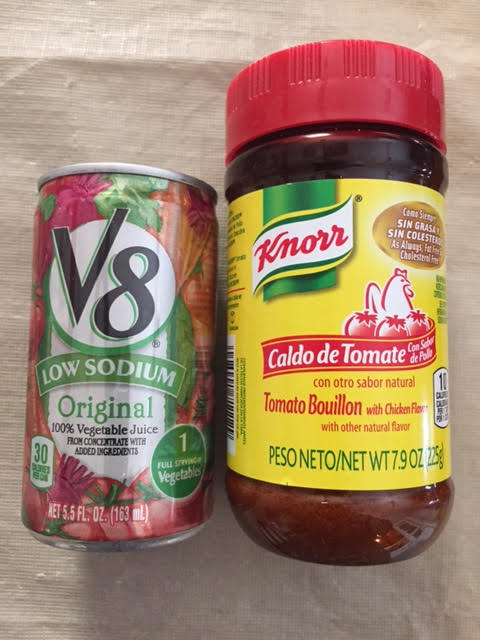 V8
®
LOW SODIUM
Original
100% Vegetable Juice
FROM CONCENTRATE WITH
ADDED INGREDIENTS
30
CALORIES
PER CAN
1
FULL SERVING OF
Vegetables
NET 5.5 FL. OZ. (163 mL)
Knorr
®
Como Siempre
SIN GRASA Y
SIN COLESTEROL
As Always, Fat Free
Cholesterol Free
Caldo de Tomate Con Sabor
de Pollo
con otro sabor natural
Tomato Bouillon with Chicken Flavor
with other natural flavor
10
PESO NETO/NET WT 7.9 OZ (225g)